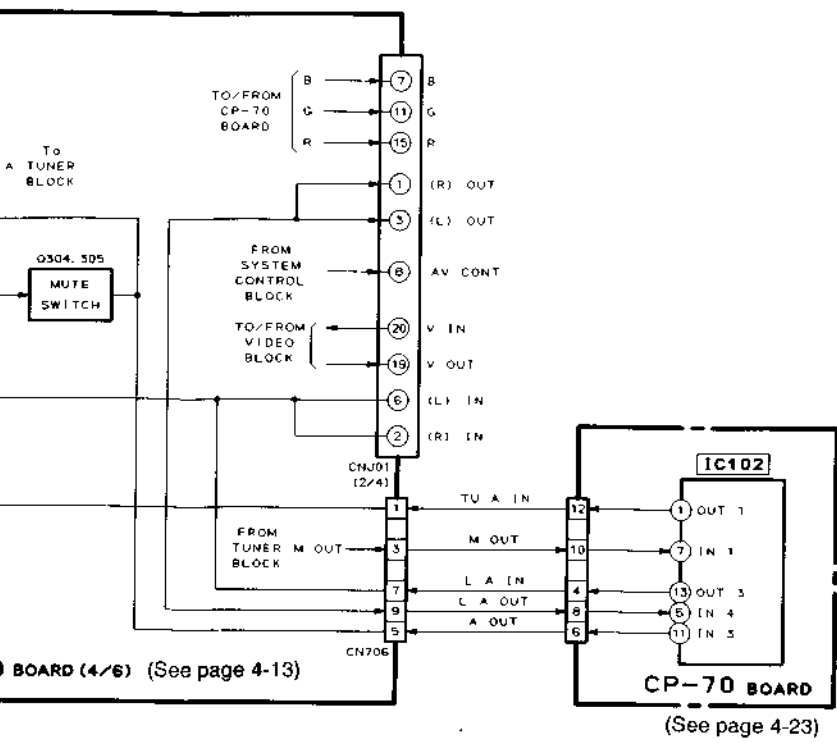 B 7 B
TO/FROM
CP-70
BOARD
G 11 G
R 15 R
To
A TUNER
BLOCK
1 (R) OUT
3 (L) OUT
Q304, 305
MUTE
SWITCH
FROM
SYSTEM
CONTROL
BLOCK
8 AV CONT
TO/FROM
VIDEO
BLOCK
20 V IN
19 V OUT
6 (L) IN
2 (R) IN
CNJ01
(2/4)
IC102
1 TU A IN 12 1 OUT 1
FROM
TUNER
BLOCK
M OUT 3 M OUT 10 7 IN 1
7 L A IN 4 13 OUT 3
9 L A OUT 8 5 IN 4
5 A OUT 6 11 IN 3
CN706
BOARD (4/6) (See page 4-13)
CP-70 BOARD
(See page 4-23)